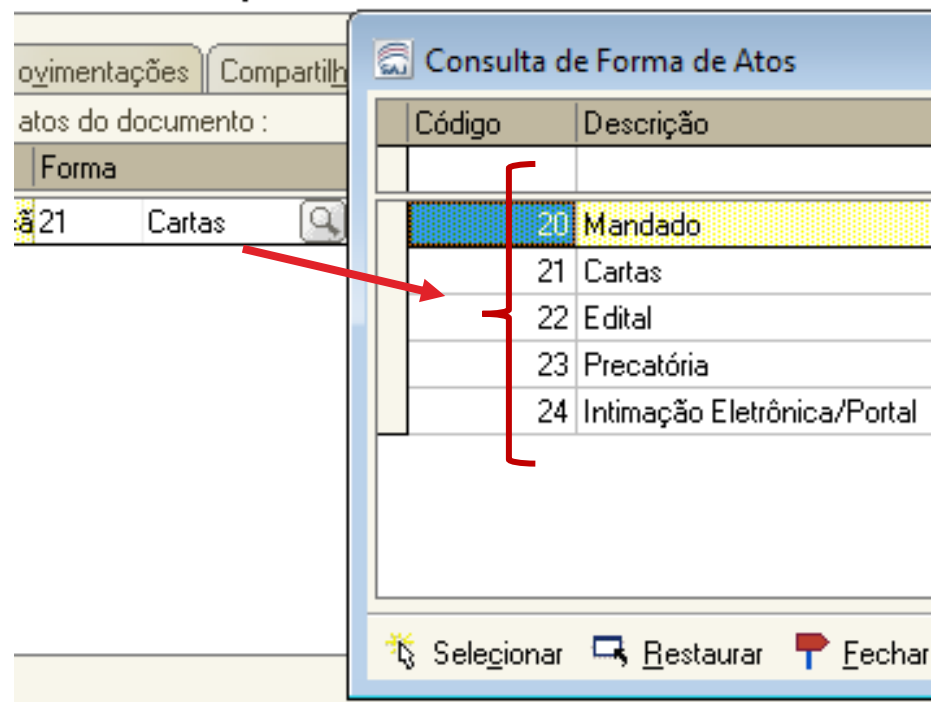 Consulta de Forma de Atos
ovimentações Compartilh
atos do documento :
Forma
ã 21 Cartas
Código Descrição
20 Mandado
21 Cartas
22 Edital
23 Precatória
24 Intimação Eletrônica/Portal
Selecionar Restaurar Fechar